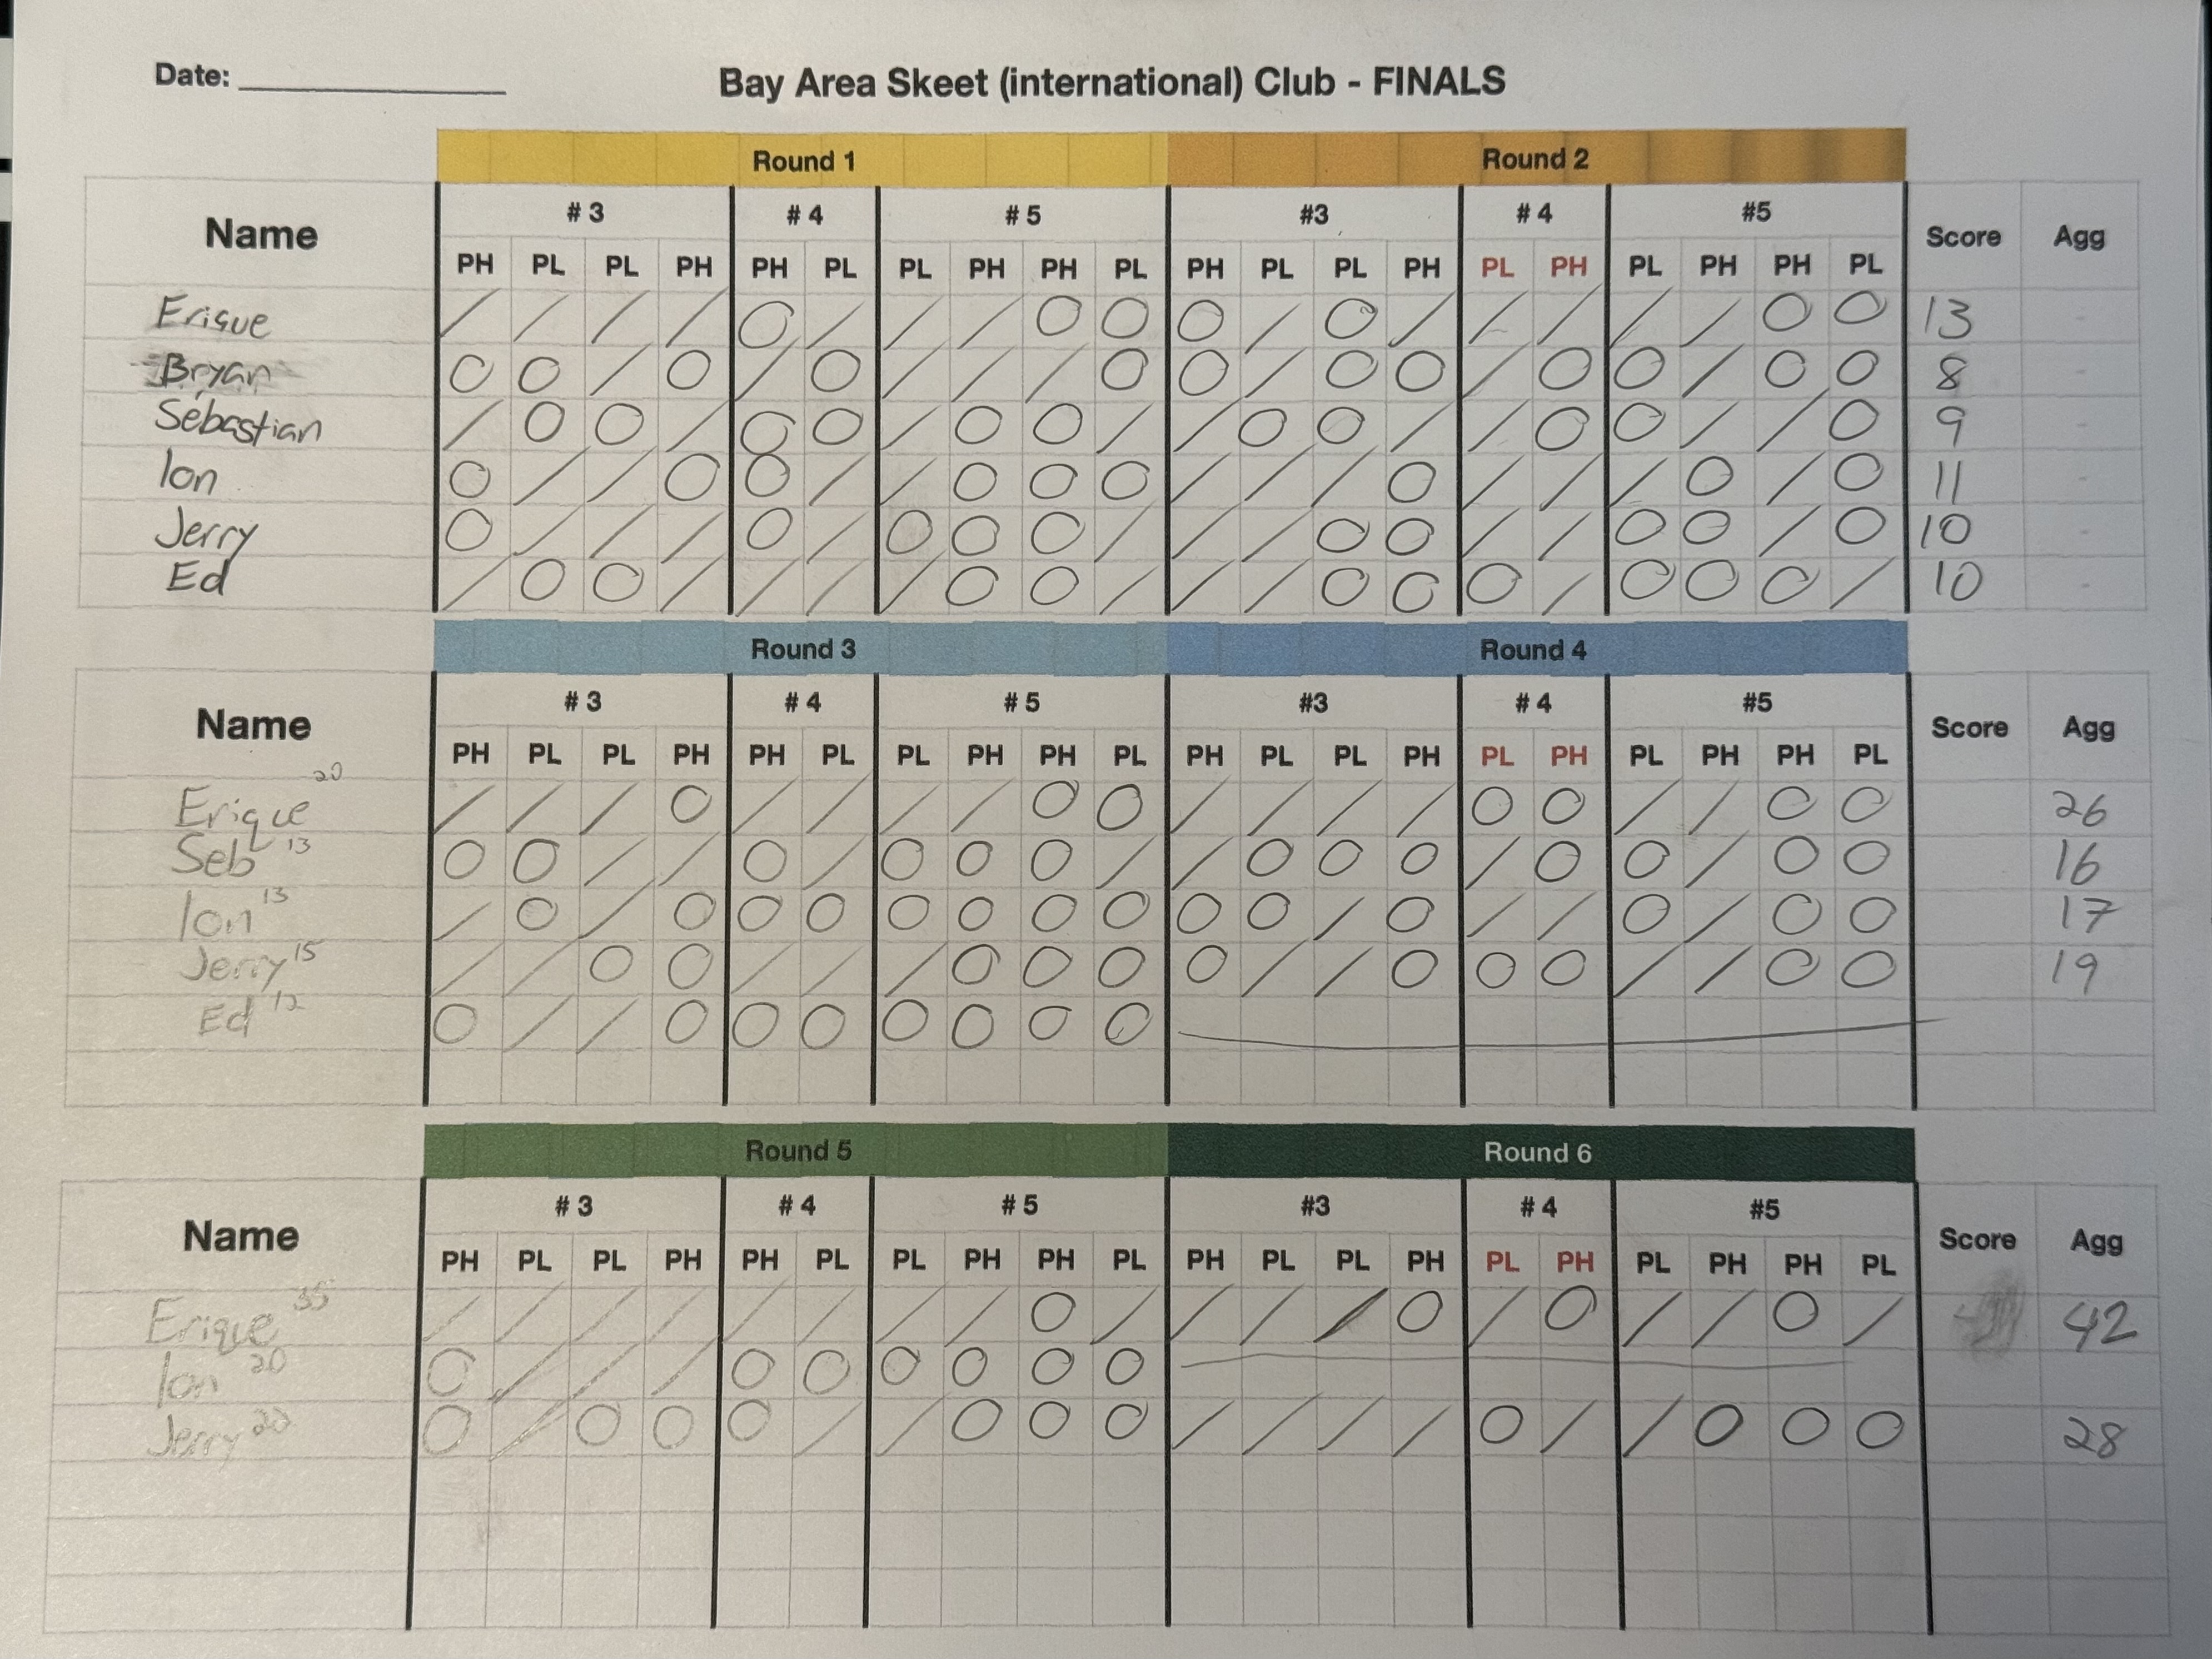 Date: ____________
Bay Area Skeet (international) Club - FINALS
Round 1 Round 2
Name # 3 # 4 # 5 #3 # 4 #5 Score Agg
PH PL PL PH PH PL PL PH PH PL PH PL PL PH PL PH PL PH PH PL
Erique / / / / O / / / O O O / O / / / / / O O 13 -
Bryan O O / O / O / / / O O / O O / O O / O O 8 -
Sebastian / O O / O O / O O / / O O / / O O / / O 9 -
Ion O / / O O / / O O O / / / O / / / O / O 11
Jerry O / / / O / O O O / / / O O / / O O / O 10 -
Ed / O O / / / / O O / / / O O O / O O O / 10 -
Round 3 Round 4
Name # 3 # 4 # 5 #3 # 4 #5 Score Agg
PH PL PL PH PH PL PL PH PH PL PH PL PL PH PL PH PL PH PH PL
Erique 20 / / / O / / / / O O / / / / O O / / O O 26
Seb 13 O O / / O / O O O / / O O O / O O / O O 16
Ion 13 / O / O O O O O O O O O / O / / O / O O 17
Jerry 15 / / O O / / / O O O O / / O O O / / O O 19
Ed 12 O / / O O O O O O O
Round 5 Round 6
Name # 3 # 4 # 5 #3 # 4 #5 Score Agg
PH PL PL PH PH PL PL PH PH PL PH PL PL PH PL PH PL PH PH PL
Erique 35 / / / / / / / / O / / / / O / O / / O / 42
Ion 20 O / / / O O O O O O
Jerry 20 O / O O O / / O O O / / / / O / / O O O 28